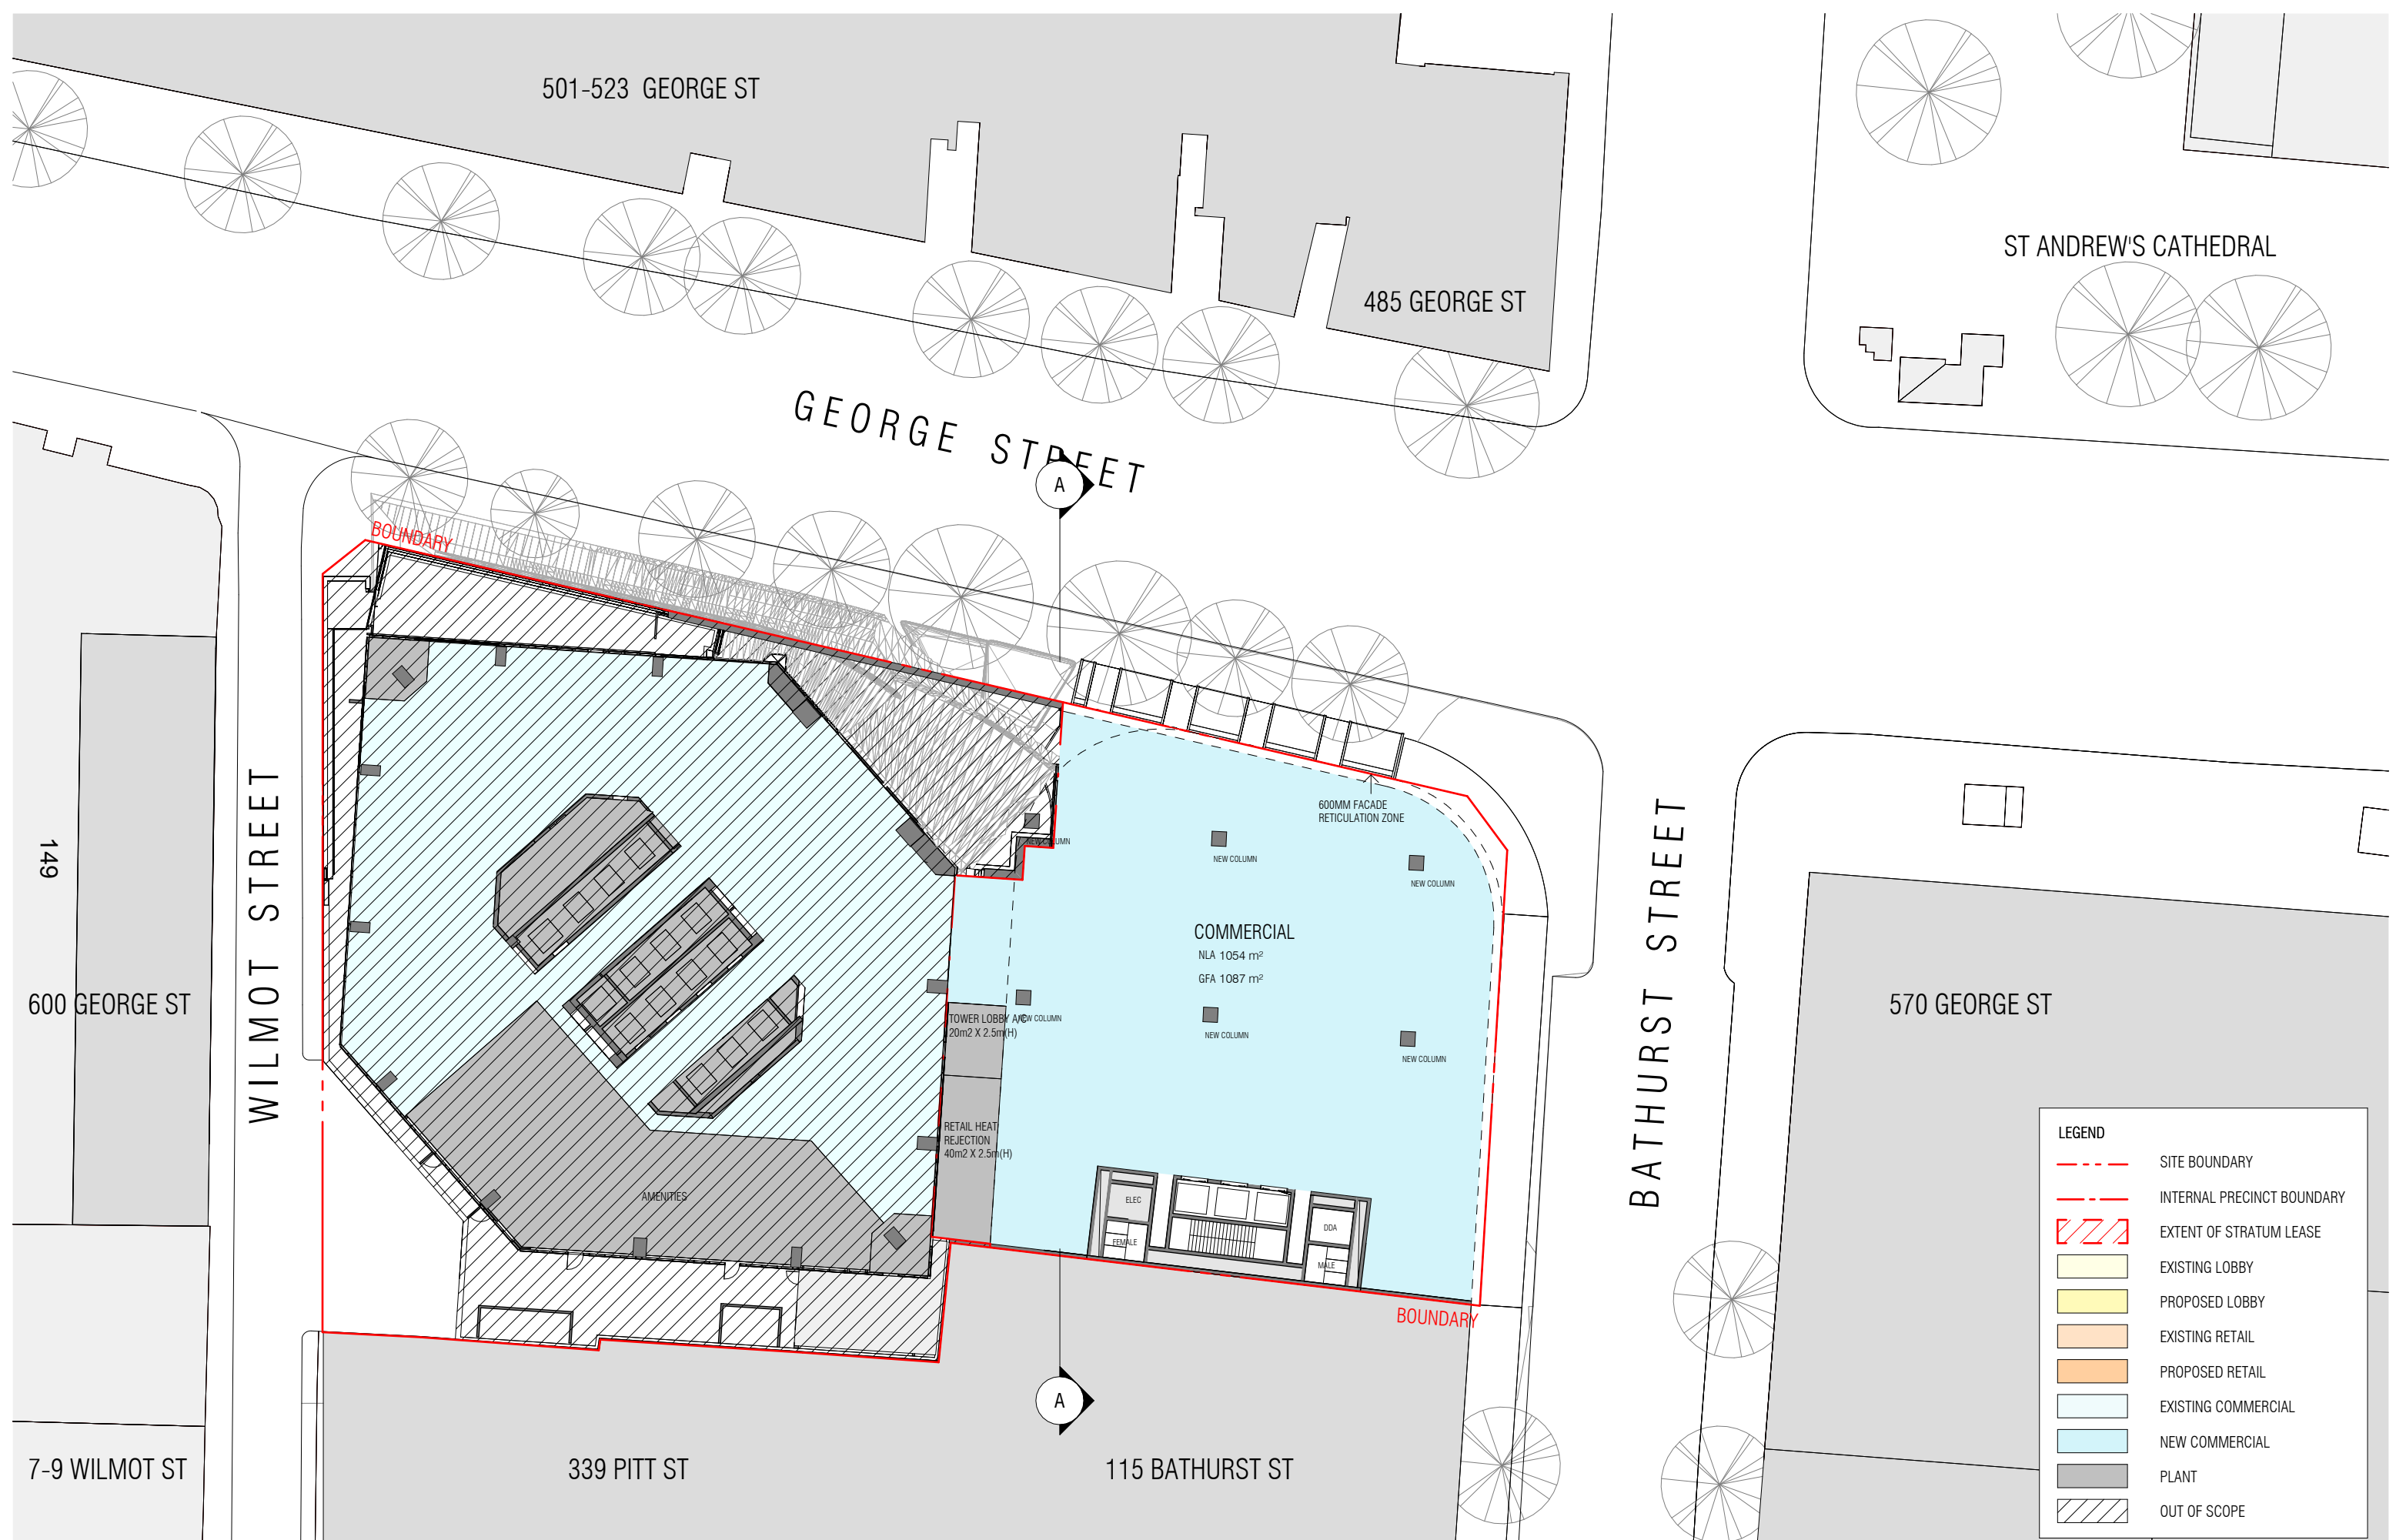 501-523 GEORGE ST
ST ANDREW'S CATHEDRAL
485 GEORGE ST
GEORGE STREET
A
BOUNDARY
600MM FACADE
RETICULATION ZONE
NEW COLUMN
NEW COLUMN
NEW COLUMN
WILMOT STREET
BATHURST STREET
149
COMMERCIAL
NLA 1054 m²
GFA 1087 m²
600 GEORGE ST
570 GEORGE ST
TOWER LOBBY A/C
20m2 X 2.5m(H)
NEW COLUMN
NEW COLUMN
NEW COLUMN
RETAIL HEAT
REJECTION
40m2 X 2.5m(H)
AMENITIES
ELEC
FEMALE
DDA
MALE
BOUNDARY
A
7-9 WILMOT ST
339 PITT ST
115 BATHURST ST
LEGEND
SITE BOUNDARY
INTERNAL PRECINCT BOUNDARY
EXTENT OF STRATUM LEASE
EXISTING LOBBY
PROPOSED LOBBY
EXISTING RETAIL
PROPOSED RETAIL
EXISTING COMMERCIAL
NEW COMMERCIAL
PLANT
OUT OF SCOPE